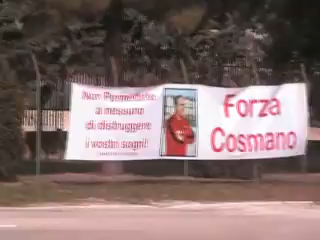 Non Permettete
a nessuno
di distruggere
i vostri sogni!
Forza
Cosmano